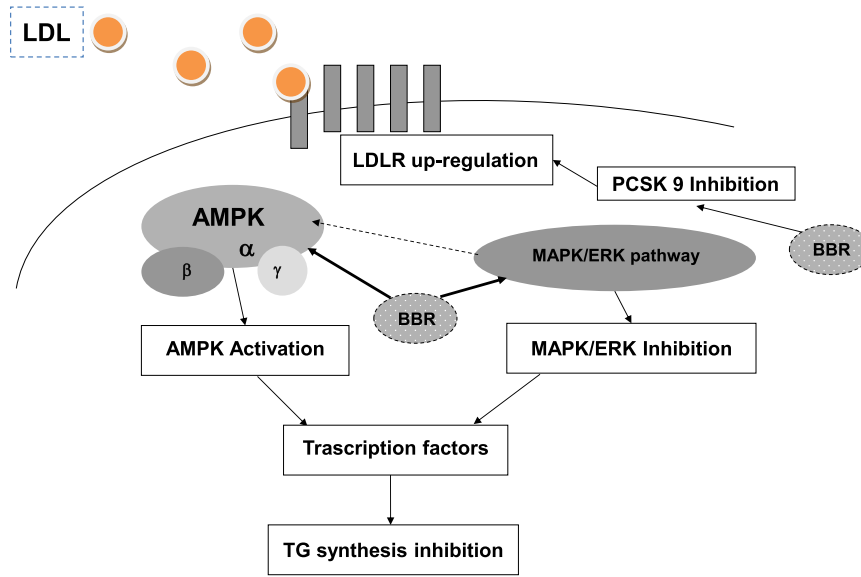 LDL
LDLR up-regulation
PCSK 9 Inhibition
AMPK
α
β
γ
MAPK/ERK pathway
BBR
BBR
AMPK Activation
MAPK/ERK Inhibition
Trascription factors
TG synthesis inhibition